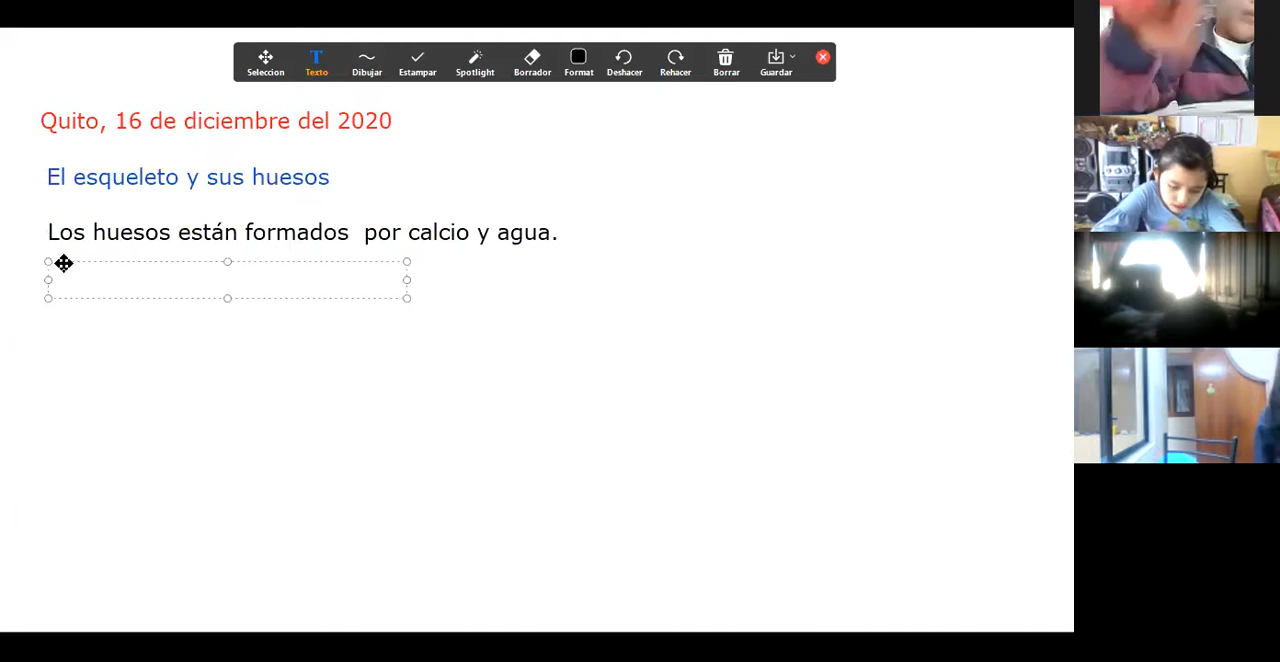 Seleccion Texto Dibujar Estampar Spotlight Borrador Format Deshacer Rehacer Borrar Guardar
Quito, 16 de diciembre del 2020
El esqueleto y sus huesos
Los huesos están formados  por calcio y agua.